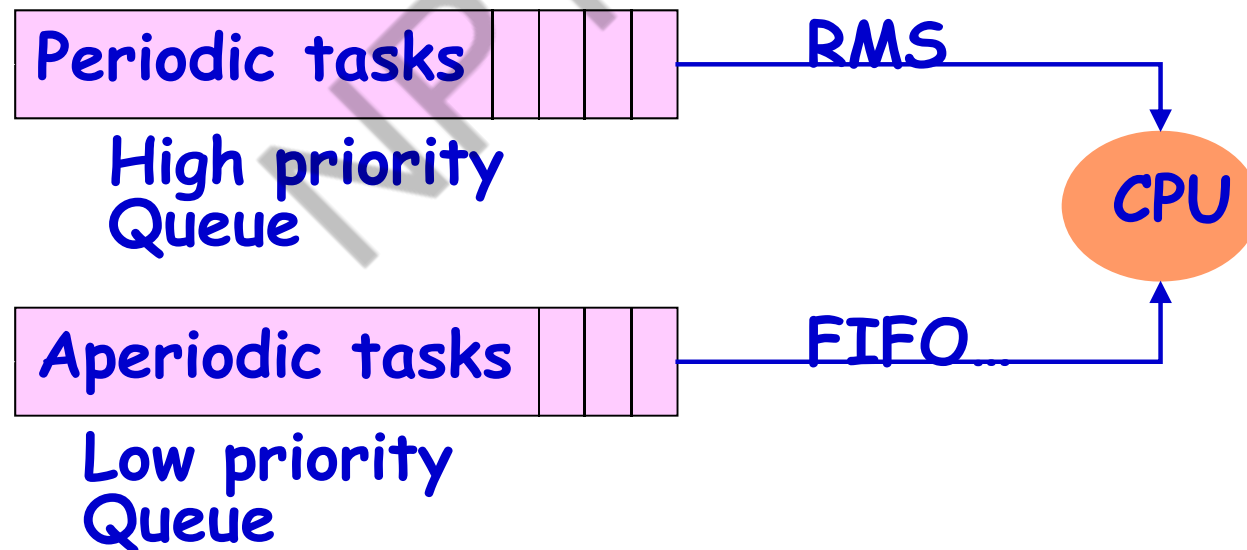 Periodic tasks
RMS
High priority
Queue
CPU
Aperiodic tasks
FIFO...
Low priority
Queue